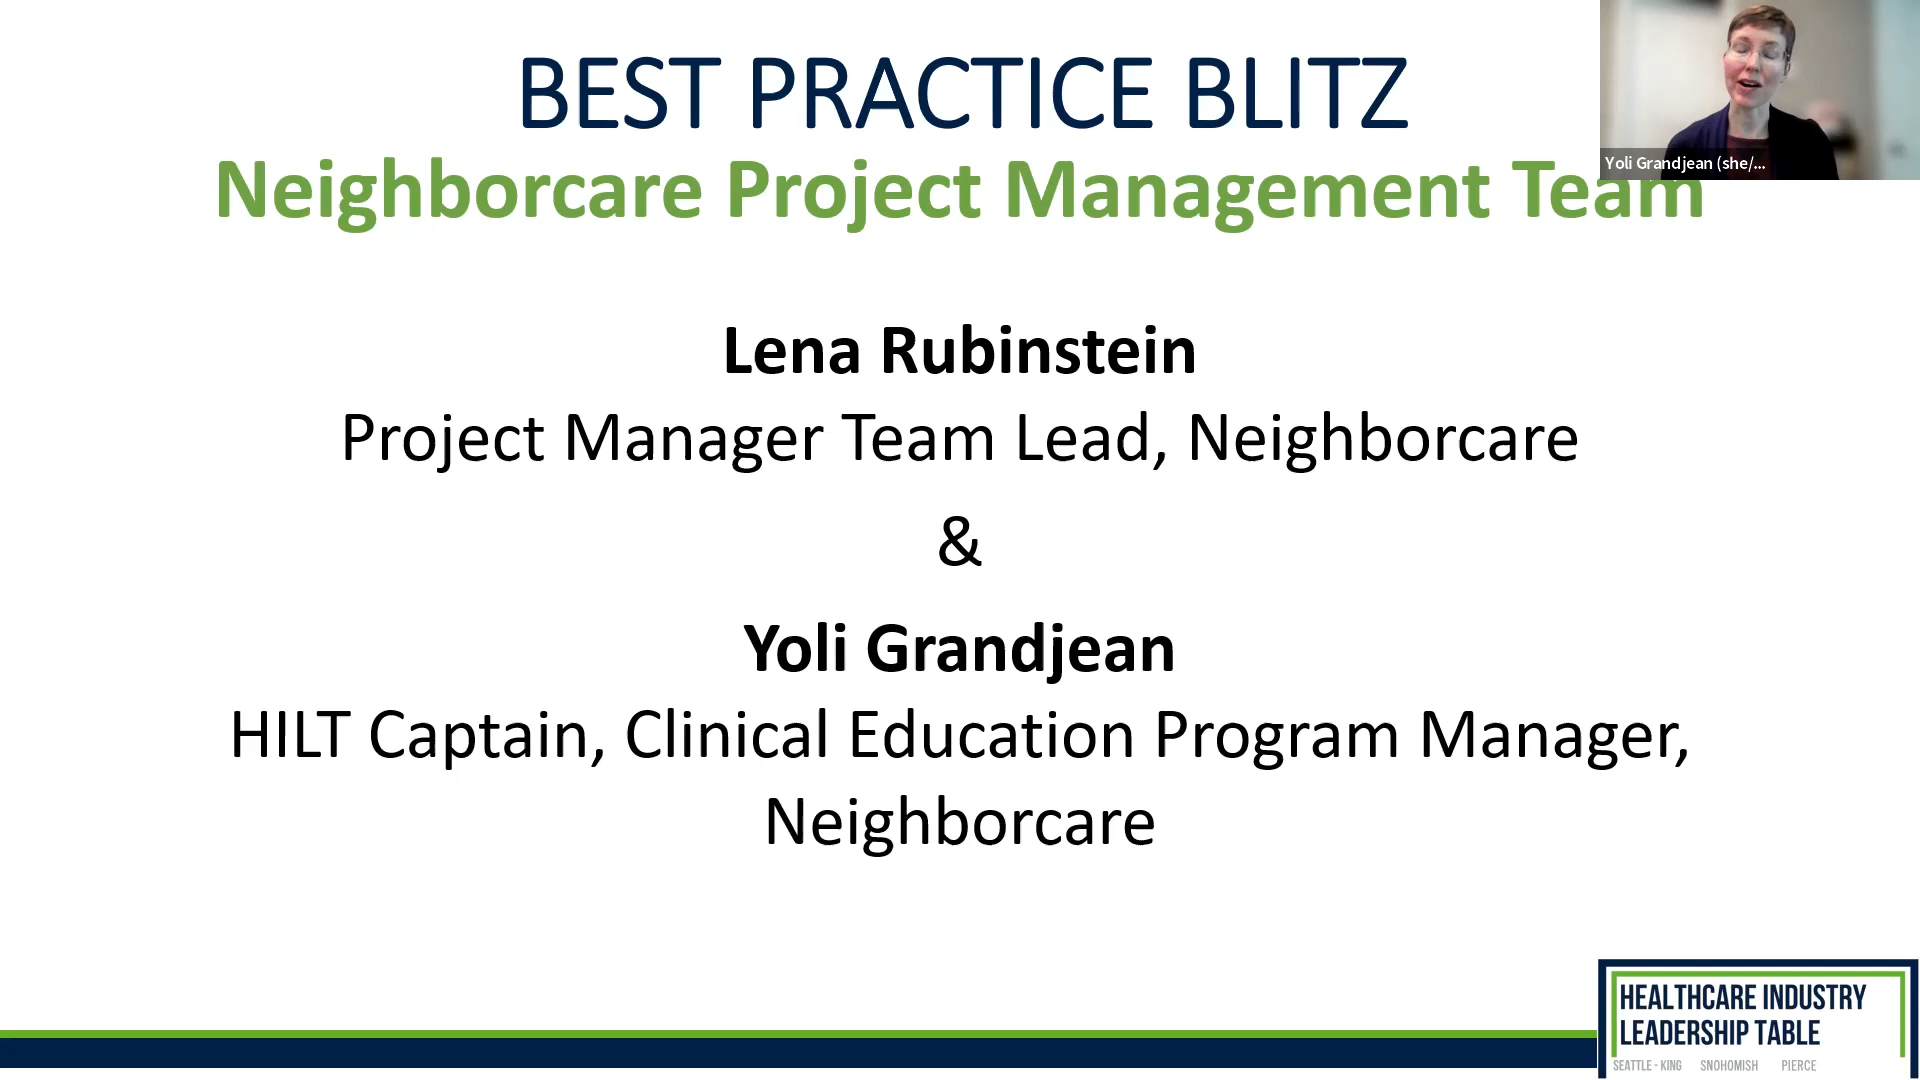 BEST PRACTICE BLITZ
Neighborcare Project Management Team
Yoli Grandjean (she/...
Lena Rubinstein
Project Manager Team Lead, Neighborcare
&
Yoli Grandjean
HILT Captain, Clinical Education Program Manager,
Neighborcare
HEALTHCARE INDUSTRY
LEADERSHIP TABLE
SEATTLE - KING SNOHOMISH PIERCE